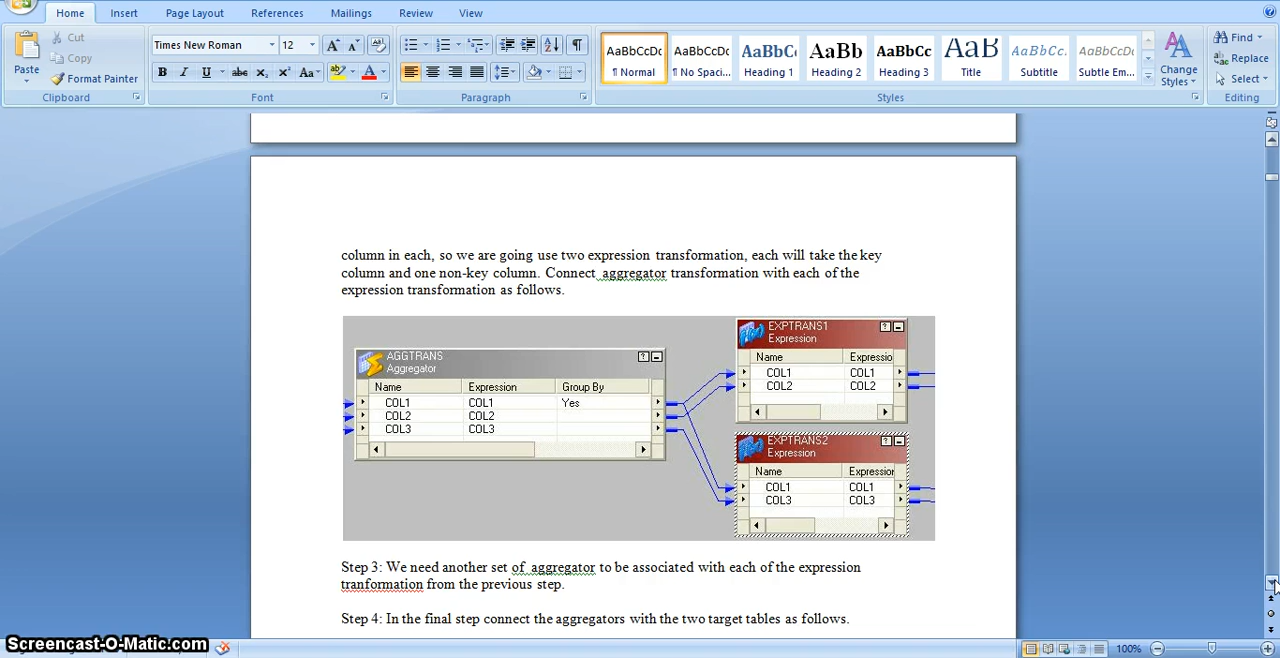 Home Insert Page Layout References Mailings Review View
Paste
Cut
Copy
Format Painter
Clipboard
Times New Roman 12
Font
Paragraph
AaBbCcDc AaBbCcDc AaBbC( AaBb AaBbCc AaB AaBbCc. AaBbCcDc
¶ Normal ¶ No Spaci... Heading 1 Heading 2 Heading 3 Title Subtitle Subtle Em...
Change
Styles
Styles
Find
Replace
Select
Editing
column in each, so we are going use two expression transformation, each will take the key
column and one non-key column. Connect aggregator transformation with each of the
expression transformation as follows.
AGGTRANS
Aggregator
Name Expression Group By
COL1 COL1 Yes
COL2 COL2
COL3 COL3
EXPTRANS1
Expression
Name Expressio
COL1 COL1
COL2 COL2
EXPTRANS2
Expression
Name Expression
COL1 COL1
COL3 COL3
Step 3: We need another set of aggregator to be associated with each of the expression
tranformation from the previous step.
Step 4: In the final step connect the aggregators with the two target tables as follows.
Screencast-O-Matic.com
100%